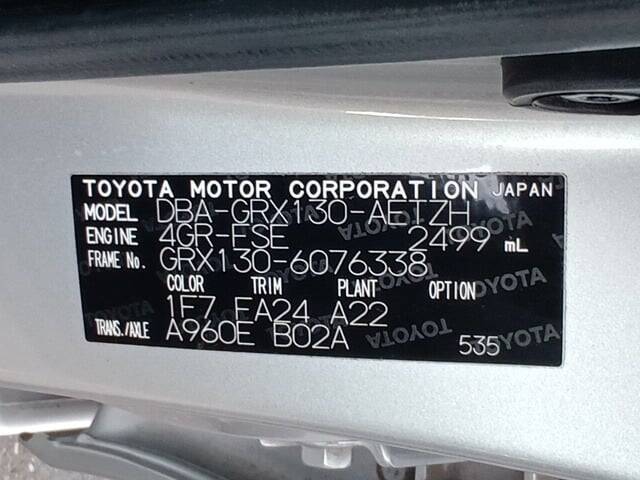 TOYOTA MOTOR CORPORATION JAPAN
MODEL DBA-GRX130-AETZH
ENGINE 4GR-FSE 2499 mL
FRAME No. GRX130-6076338
COLOR TRIM PLANT OPTION
1F7 FA24 A22
TRANS./AXLE A960E B02A 535